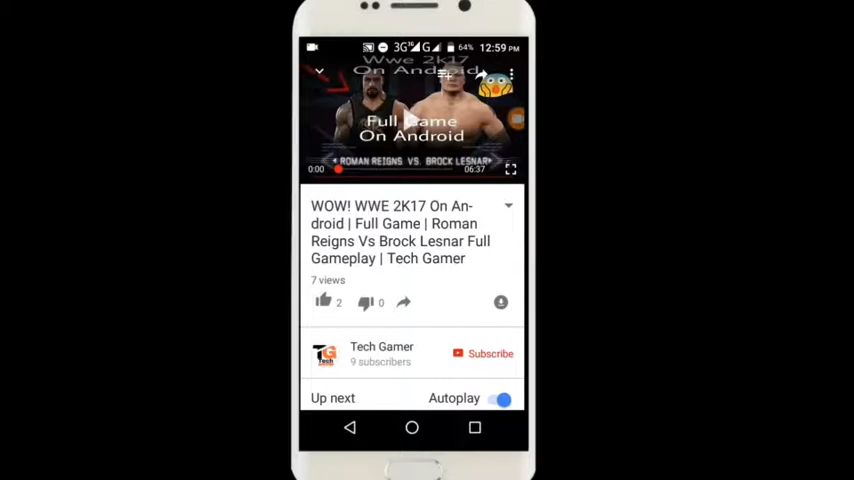 3G G 64% 12:59 PM
Wwe 2k17
On Android
Full Game
On Android
ROMAN REIGNS VS. BROCK LESNAR
0:00 06:37
WOW! WWE 2K17 On An-
droid | Full Game | Roman
Reigns Vs Brock Lesnar Full
Gameplay | Tech Gamer
7 views
2 0
Tech Gamer Subscribe
9 subscribers
TG
Tech
Up next Autoplay